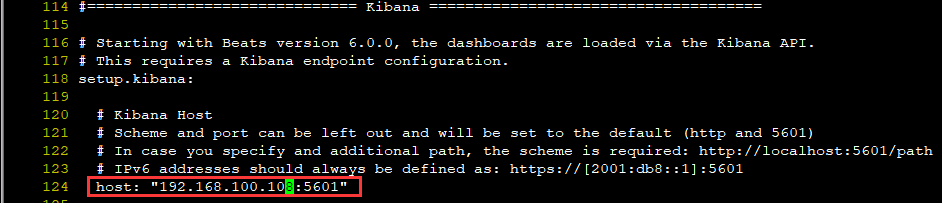 114 #============================== Kibana =====================================
115
116 # Starting with Beats version 6.0.0, the dashboards are loaded via the Kibana API.
117 # This requires a Kibana endpoint configuration.
118 setup.kibana:
119
120   # Kibana Host
121   # Scheme and port can be left out and will be set to the default (http and 5601)
122   # In case you specify and additional path, the scheme is required: http://localhost:5601/path
123   # IPv6 addresses should always be defined as: https://[2001:db8::1]:5601
124   host: "192.168.100.108:5601"